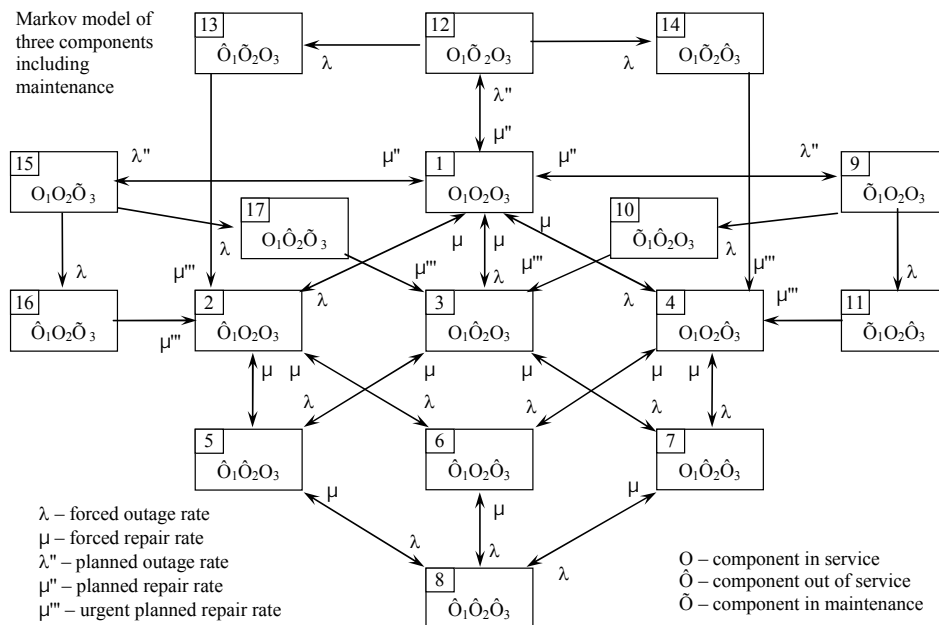 Markov model of
three components
including
maintenance
13
Ô₁Õ₂O₃
12
O₁Õ₂O₃
14
O₁Õ₂Ô₃
λ
λ
λ"
µ"
15
O₁O₂Õ₃
λ"
µ"
1
O₁O₂O₃
µ"
λ"
9
Õ₁O₂O₃
17
O₁Ô₂Õ₃
10
Õ₁Ô₂O₃
µ
µ
µ
λ
λ
λ
λ
µ'''
µ'''
µ'''
λ
µ'''
µ'''
16
Ô₁O₂Õ₃
µ'''
2
Ô₁O₂O₃
λ
3
O₁Ô₂O₃
λ
4
O₁O₂Ô₃
11
Õ₁O₂Ô₃
µ
µ
µ
µ
µ
µ
λ
λ
λ
λ
λ
5
Ô₁Ô₂O₃
6
Ô₁O₂Ô₃
7
O₁Ô₂Ô₃
µ
µ
µ
λ
λ
λ
8
Ô₁Ô₂Ô₃
λ – forced outage rate
µ – forced repair rate
λ" – planned outage rate
µ" – planned repair rate
µ''' – urgent planned repair rate
O – component in service
Ô – component out of service
Õ – component in maintenance